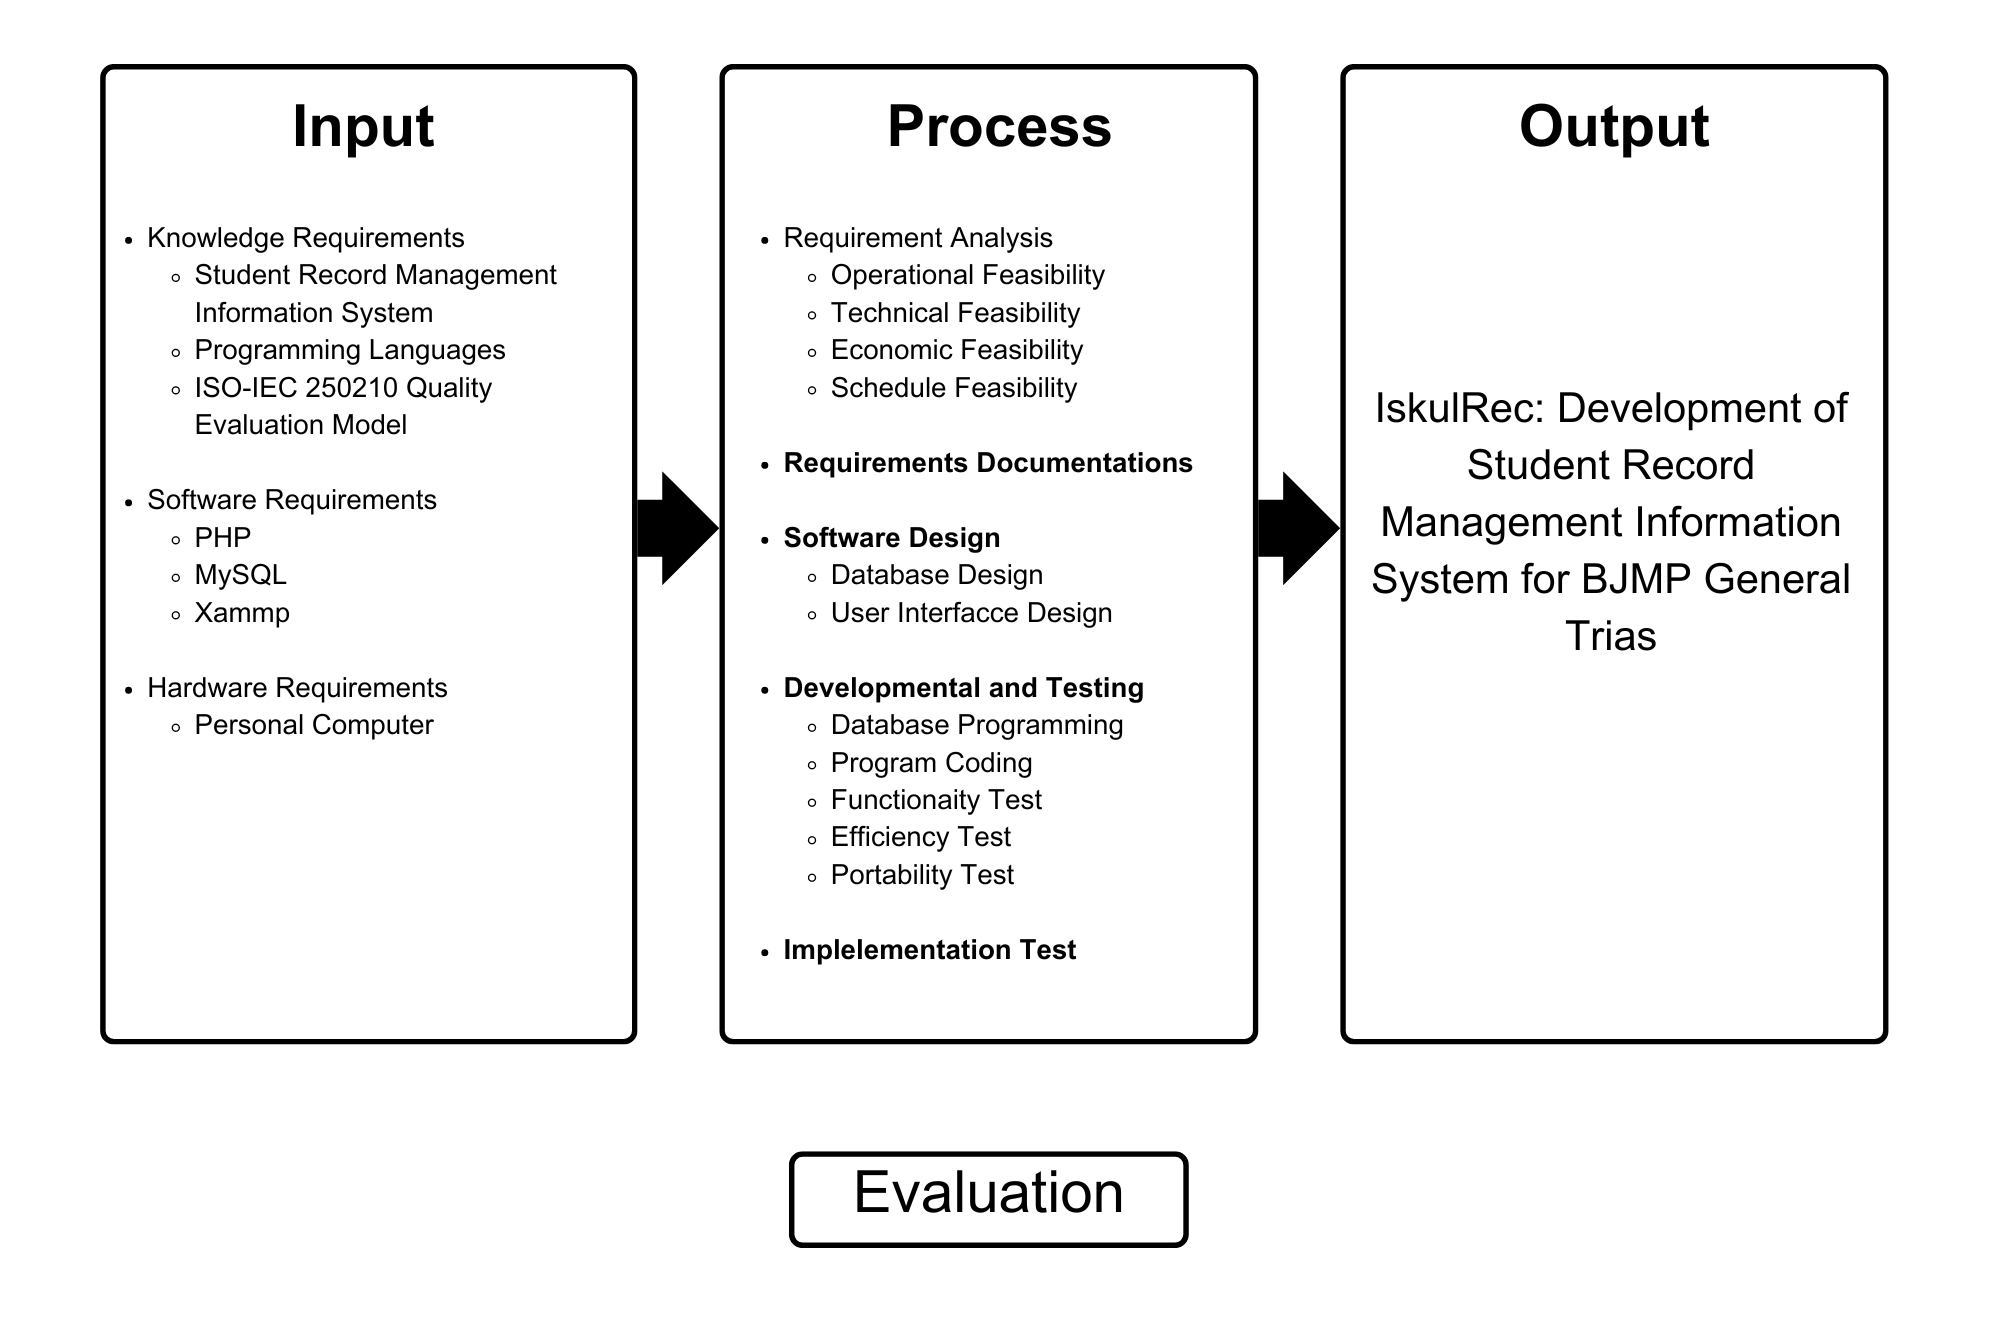 Input
• Knowledge Requirements
◦ Student Record Management
Information System
◦ Programming Languages
◦ ISO-IEC 250210 Quality
Evaluation Model
• Software Requirements
◦ PHP
◦ MySQL
◦ Xammp
• Hardware Requirements
◦ Personal Computer
Process
• Requirement Analysis
◦ Operational Feasibility
◦ Technical Feasibility
◦ Economic Feasibility
◦ Schedule Feasibility
• Requirements Documentations
• Software Design
◦ Database Design
◦ User Interfacce Design
• Developmental and Testing
◦ Database Programming
◦ Program Coding
◦ Functionaity Test
◦ Efficiency Test
◦ Portability Test
• Implelementation Test
Output
IskulRec: Development of
Student Record
Management Information
System for BJMP General
Trias
Evaluation